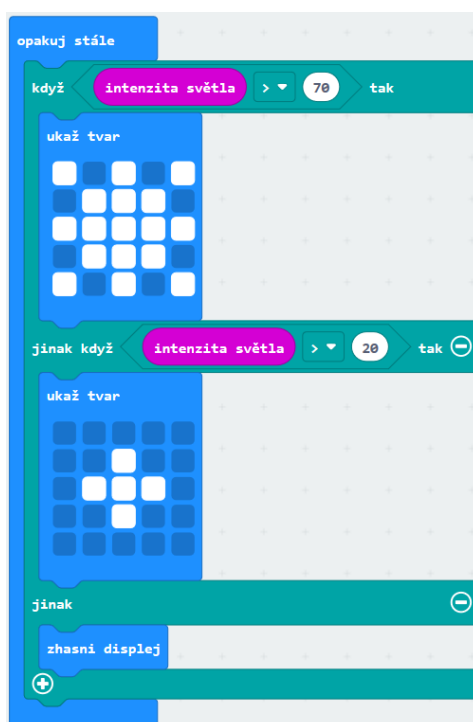 opakuj stále
když intenzita světla > 70 tak
ukaž tvar
jinak když intenzita světla > 20 tak
ukaž tvar
jinak
zhasni displej